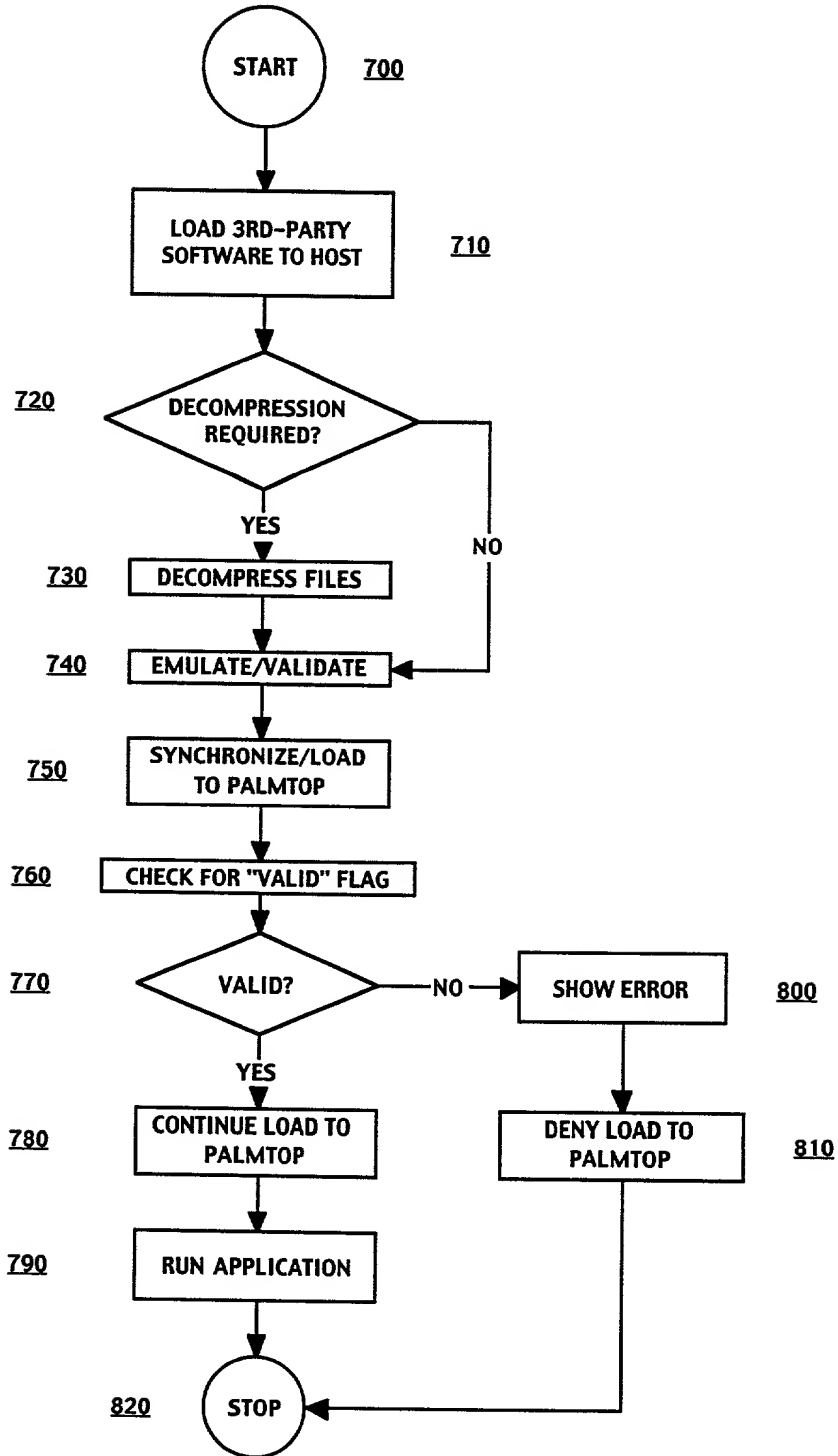 START
700
LOAD 3RD-PARTY
SOFTWARE TO HOST
710
720
DECOMPRESSION
REQUIRED?
YES
NO
730
DECOMPRESS FILES
740
EMULATE/VALIDATE
750
SYNCHRONIZE/LOAD
TO PALMTOP
760
CHECK FOR "VALID" FLAG
770
VALID?
NO
SHOW ERROR
800
YES
780
CONTINUE LOAD TO
PALMTOP
DENY LOAD TO
PALMTOP
810
790
RUN APPLICATION
820
STOP